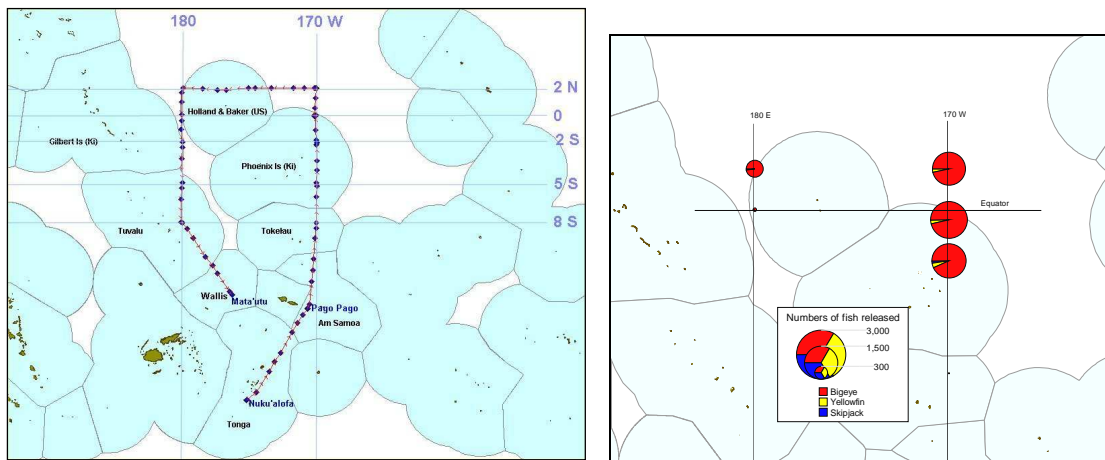 180 170 W
2 N
Holland & Baker (US)
0
Gilbert Is (Ki)
2 S
Phoenix Is (Ki)
5 S
8 S
Tuvalu
Tokelau
Wallis
Mata'utu
Pago Pago
Am Samoa
Nuku'alofa
Tonga
180 E
170 W
Equator
Numbers of fish released
3,000
1,500
300
Bigeye
Yellowfin
Skipjack